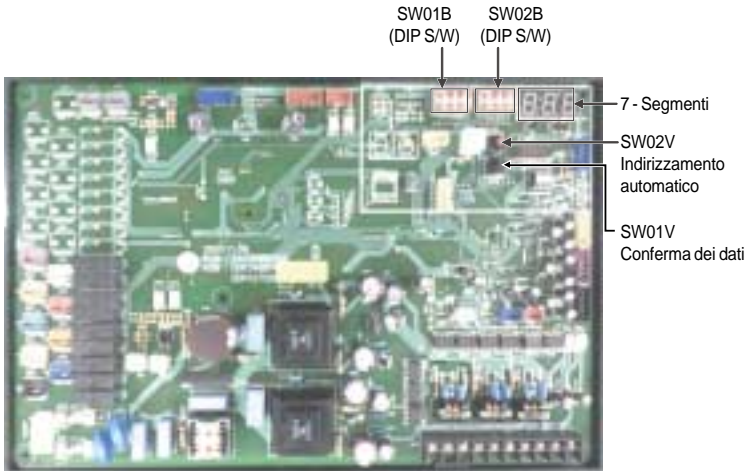 SW01B
(DIP S/W)
SW02B
(DIP S/W)
7 - Segmenti
SW02V
Indirizzamento
automatico
SW01V
Conferma dei dati